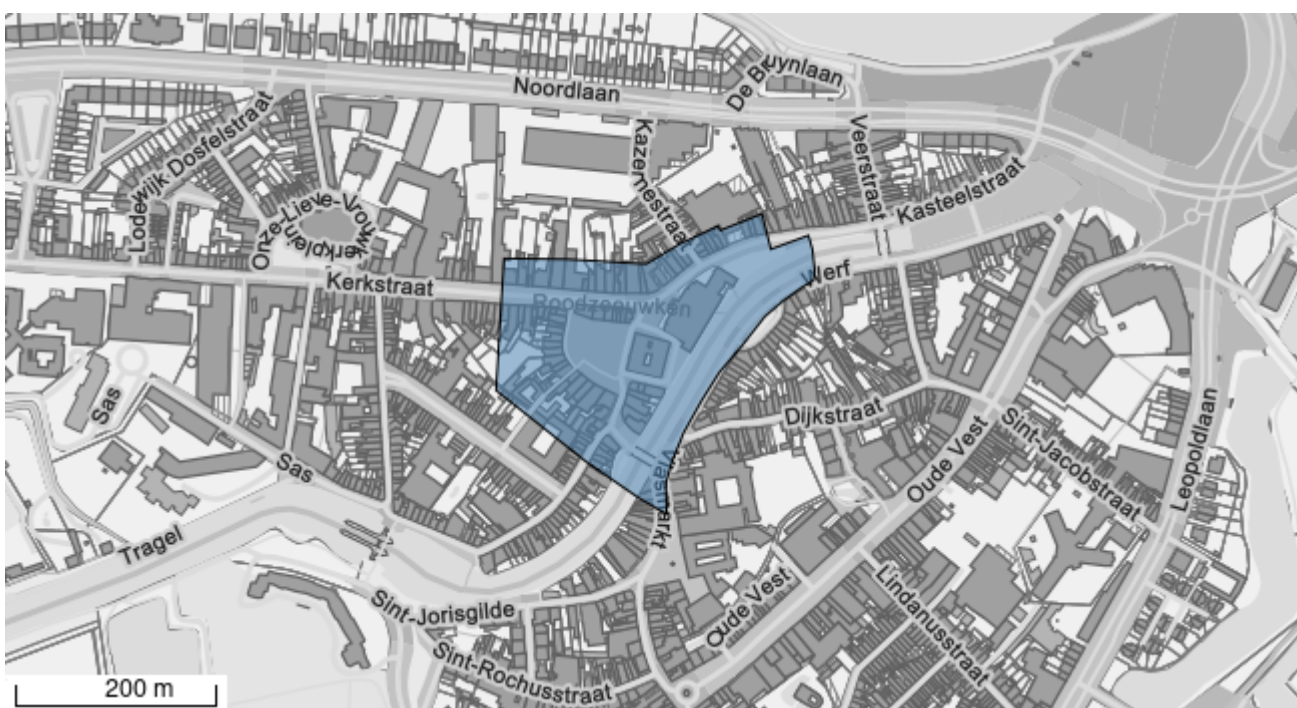 Noordlaan
De Bruynlaan
Lodewijk Dosfelstraat
Kazernestraat
Veerstraat
Kasteelstraat
Onze-Lieve-Vrouwkerkplein
Kerkstraat
Roodzeeuwken
Werf
Sas
Dijkstraat
Oude Vest
Sint-Jacobstraat
Leopoldlaan
Sas
Vlasmarkt
Tragel
Sint-Jorisgilde
Oude Vest
Lindanusstraat
Sint-Rochusstraat
200 m